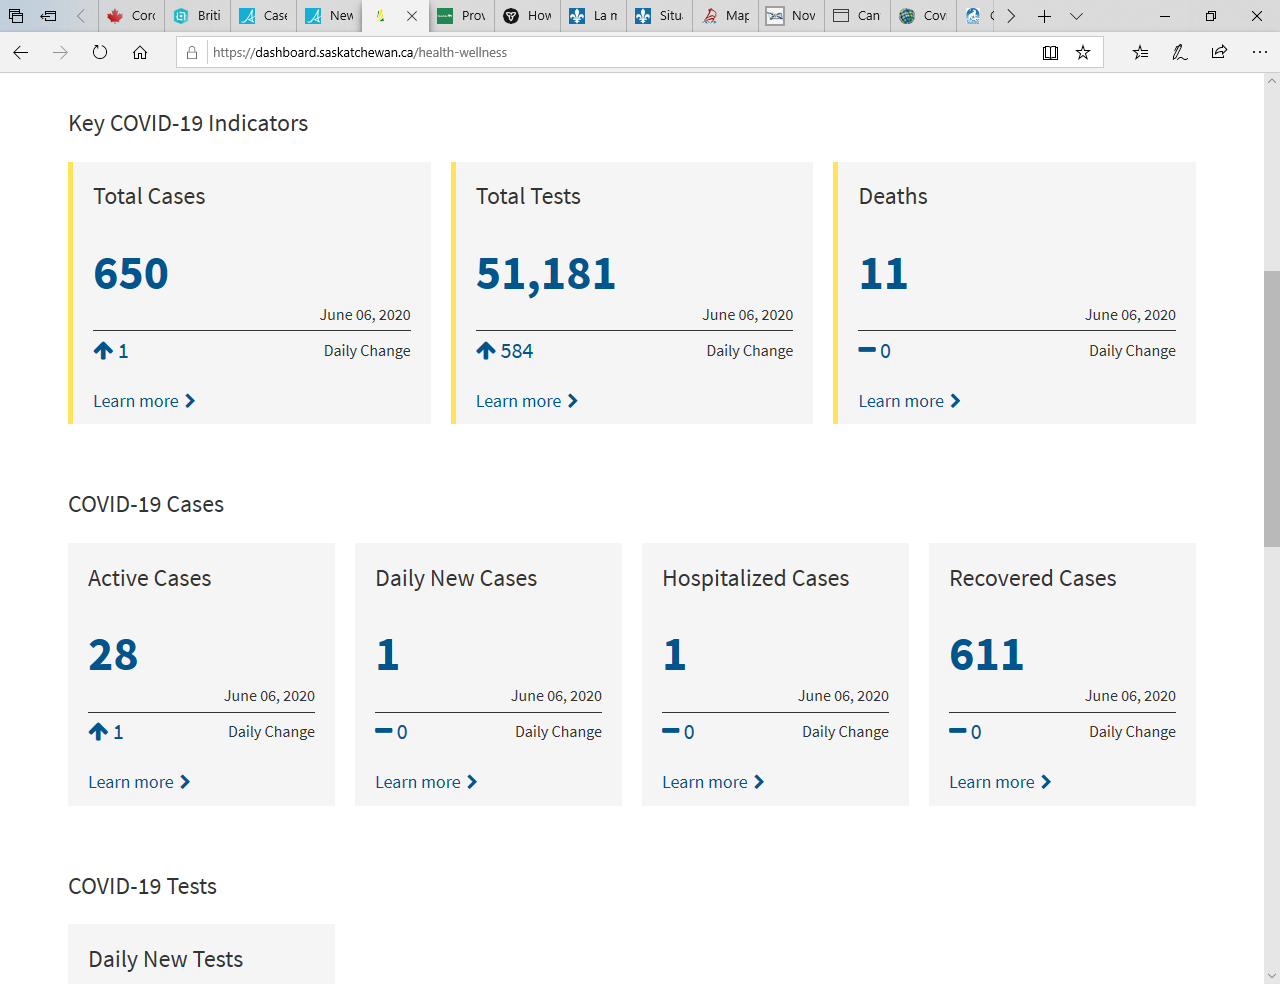 Cord
Briti
Case
New
Prov
How
La m
Situa
Map
Nov
Can
Covi
https://dashboard.saskatchewan.ca/health-wellness
Key COVID-19 Indicators
Total Cases
650
June 06, 2020
1 Daily Change
Learn more
Total Tests
51,181
June 06, 2020
584 Daily Change
Learn more
Deaths
11
June 06, 2020
0 Daily Change
Learn more
COVID-19 Cases
Active Cases
28
June 06, 2020
1 Daily Change
Learn more
Daily New Cases
1
June 06, 2020
0 Daily Change
Learn more
Hospitalized Cases
1
June 06, 2020
0 Daily Change
Learn more
Recovered Cases
611
June 06, 2020
0 Daily Change
Learn more
COVID-19 Tests
Daily New Tests